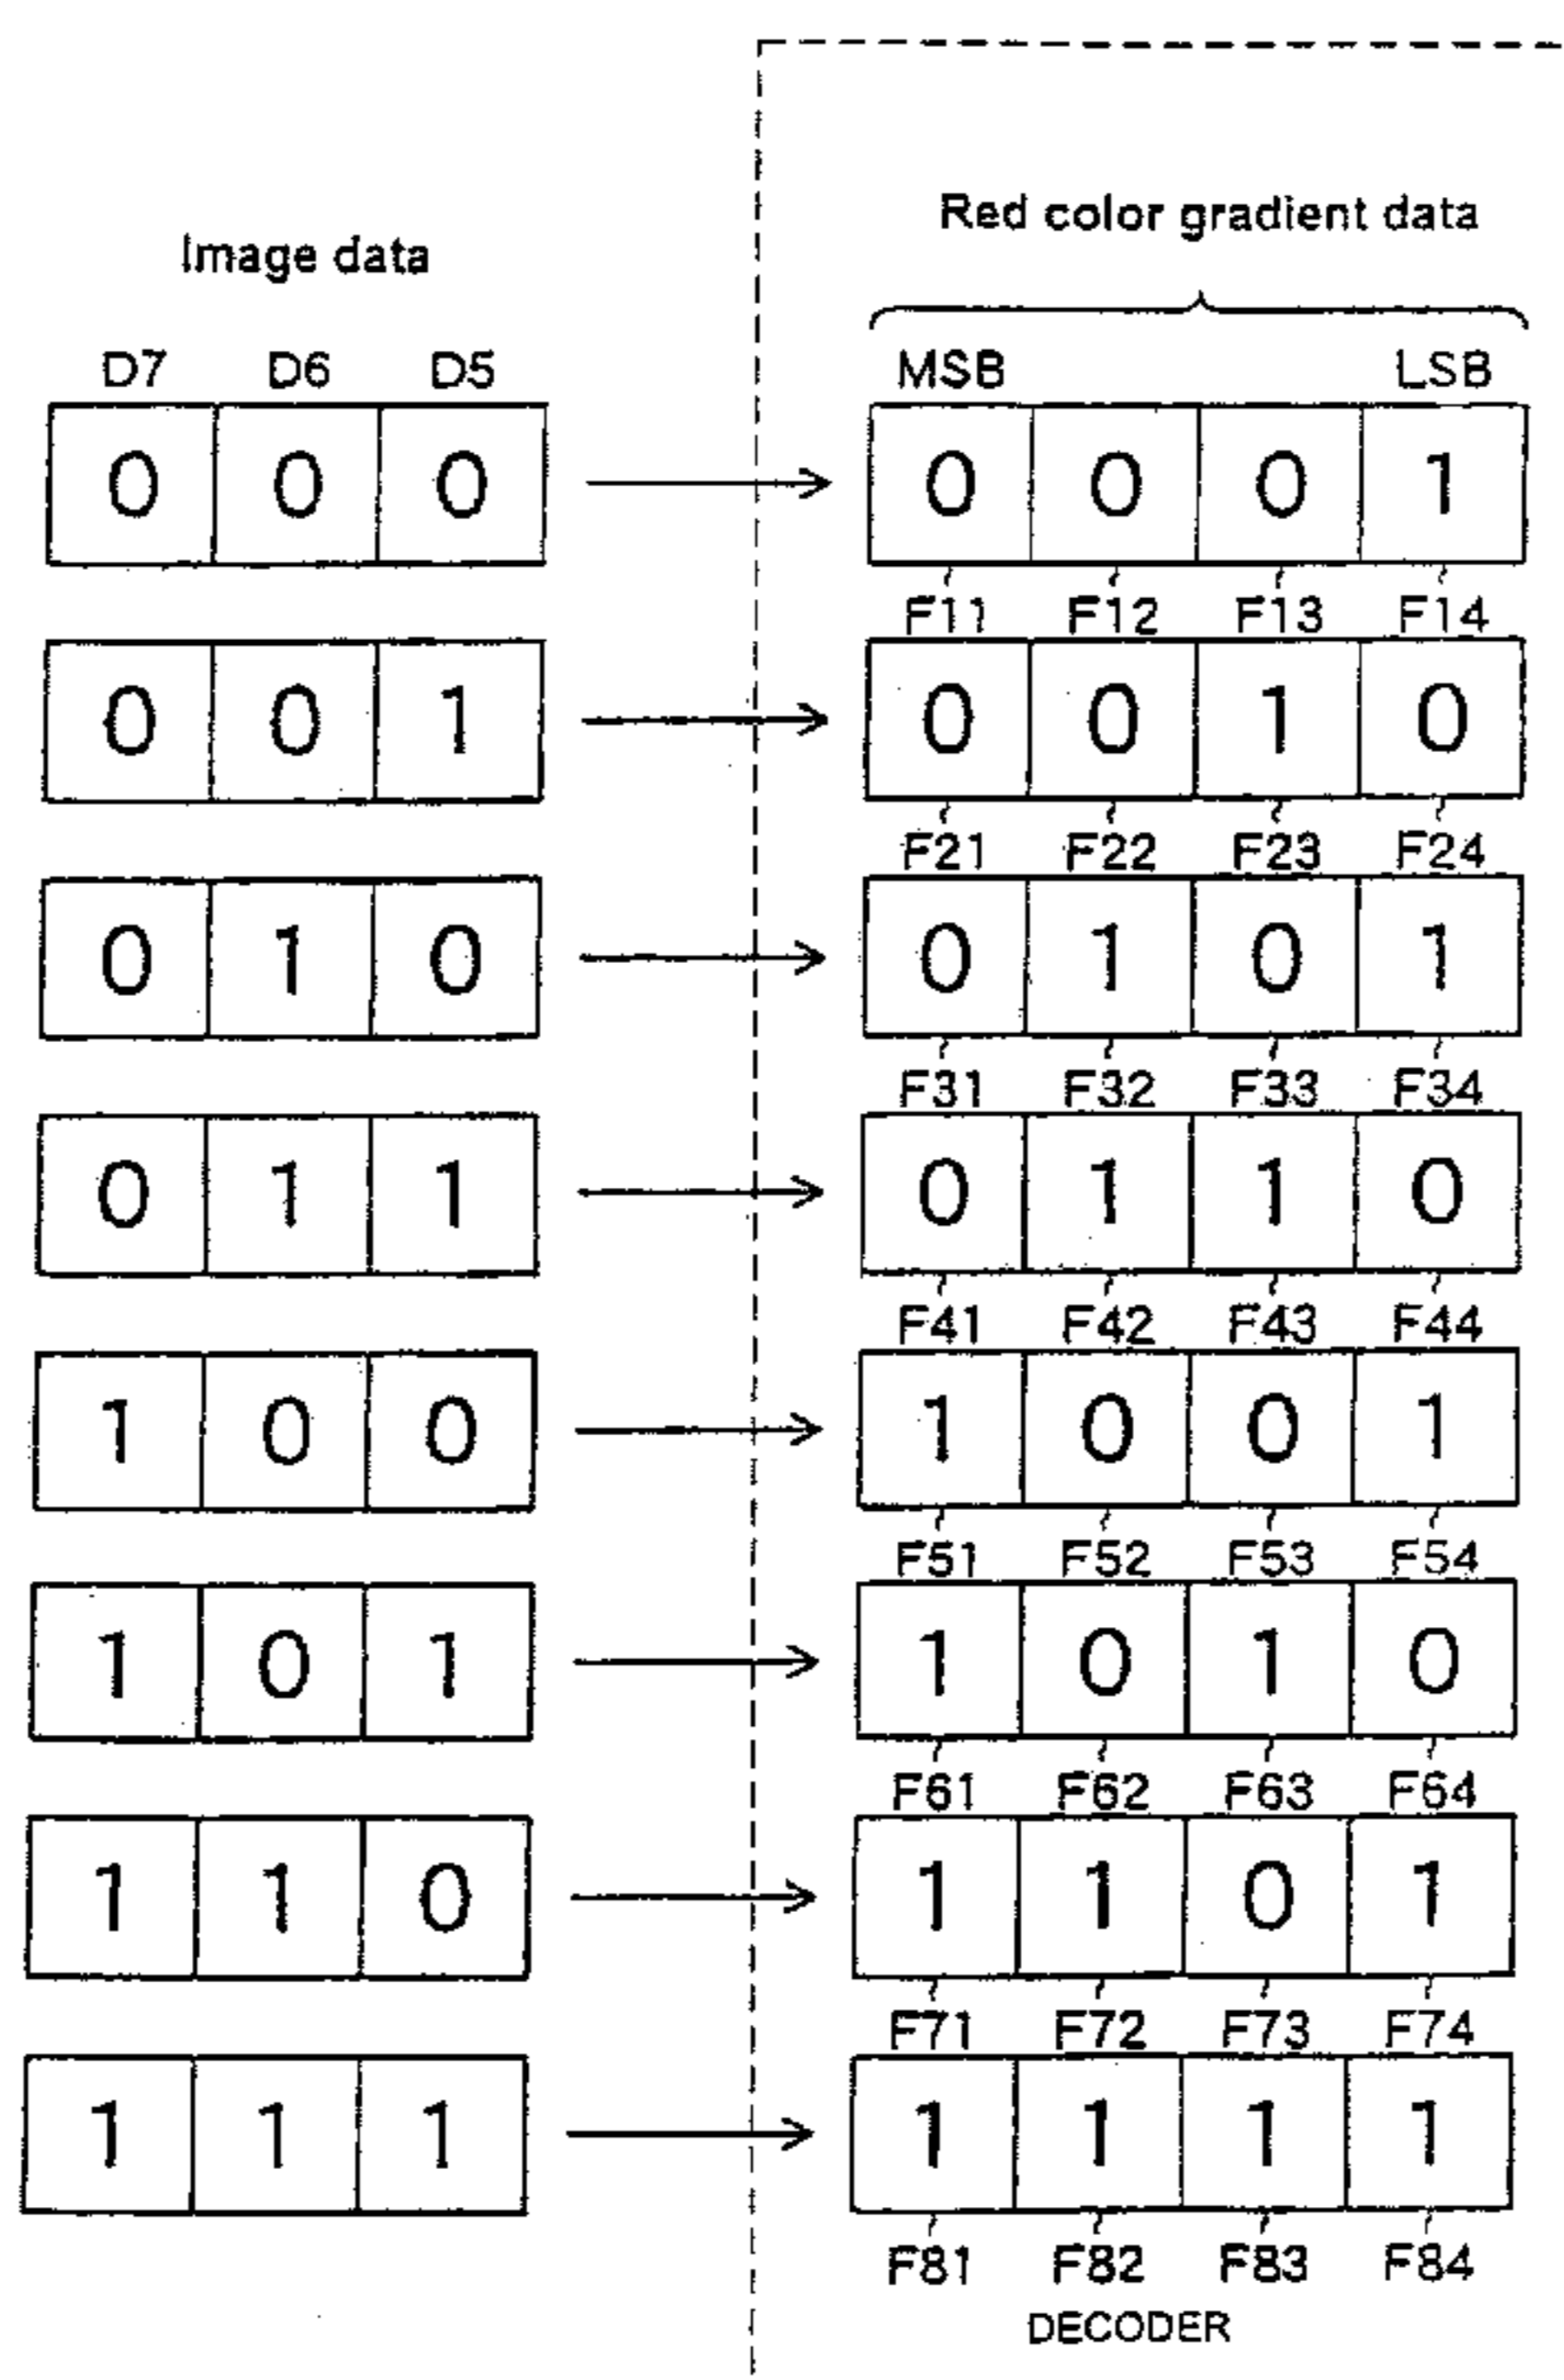 Red color gradient data
Image data
D7 D6 D5 MSB LSB
0 0 0 0 0 0 1
F11 F12 F13 F14
0 0 1 0 0 1 0
F21 F22 F23 F24
0 1 0 0 1 0 1
F31 F32 F33 F34
0 1 1 0 1 1 0
F41 F42 F43 F44
1 0 0 1 0 0 1
F51 F52 F53 F54
1 0 1 1 0 1 0
F61 F62 F63 F64
1 1 0 1 1 0 1
F71 F72 F73 F74
1 1 1 1 1 1 1
F81 F82 F83 F84
DECODER